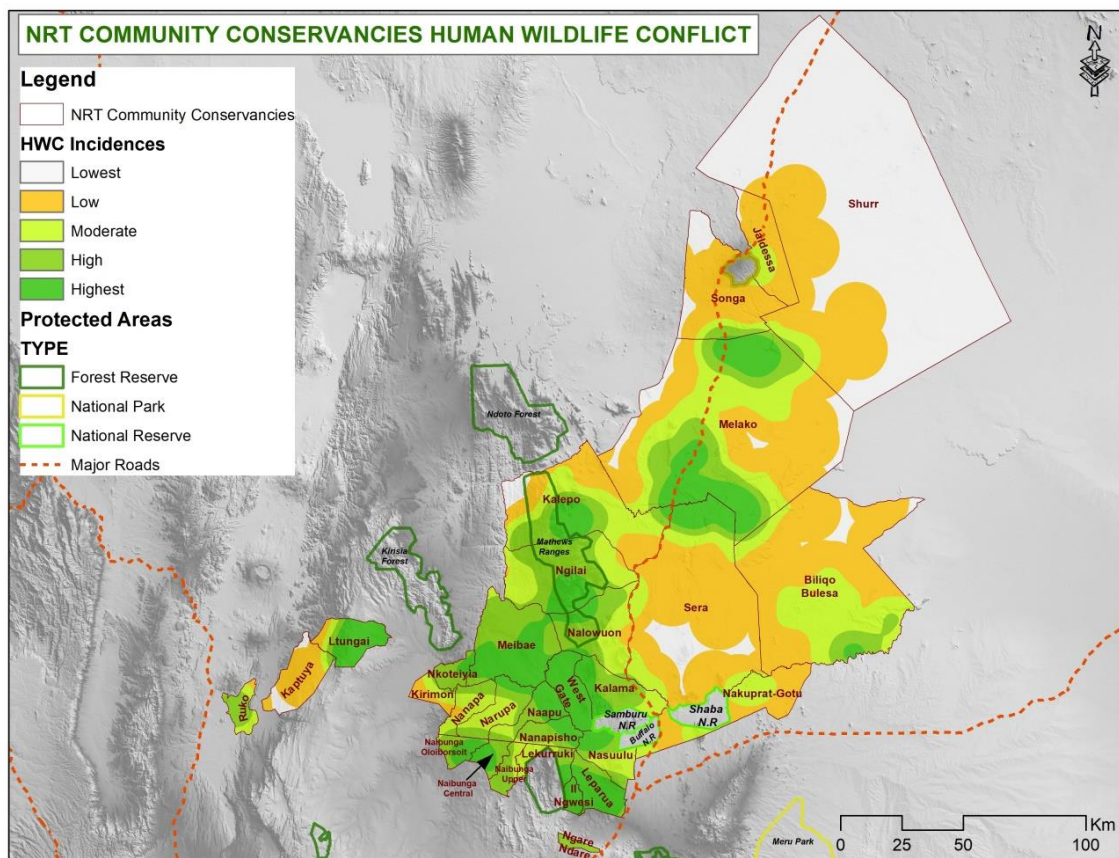 NRT COMMUNITY CONSERVANCIES HUMAN WILDLIFE CONFLICT
N
Legend
NRT Community Conservancies
HWC Incidences
Lowest
Low
Moderate
High
Highest
Protected Areas
TYPE
Forest Reserve
National Park
National Reserve
Major Roads
Shurr
Jaldessa
Songa
Ndoto Forest
Melako
Kalepo
Mathews
Ranges
Kirisia
Forest
Ngilai
Biliqo
Bulesa
Sera
Nalowuon
Ltungai
Meibae
Kaptuya
Nkoteiyia
Kirimon
West
Gate
Kalama
Nakuprat-Gotu
Ruko
Nanapa
Narupa
Naapu
Samburu
N.R
Shaba
N.R
Buffalo
N.R
Nanapisho
Naibunga
Oloiborsoit
Lekurruki
Nasuulu
Naibunga
Upper
Naibunga
Central
Leparua
Il
Ngwesi
Ngare
Ndare
Meru Park
Km
0
25
50
100